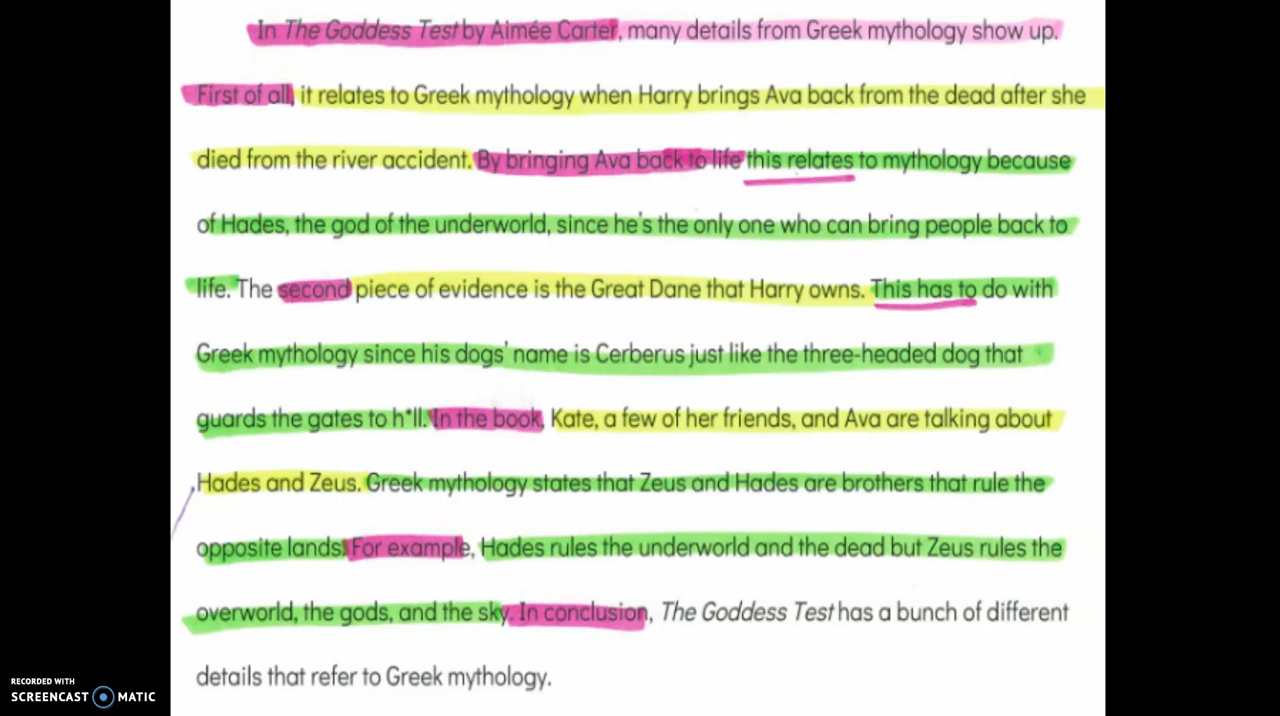 In The Goddess Test by Aimée Carter, many details from Greek mythology show up.
First of all, it relates to Greek mythology when Harry brings Ava back from the dead after she
died from the river accident. By bringing Ava back to life this relates to mythology because
of Hades, the god of the underworld, since he's the only one who can bring people back to
life. The second piece of evidence is the Great Dane that Harry owns. This has to do with
Greek mythology since his dogs' name is Cerberus just like the three-headed dog that
guards the gates to h*ll. In the book, Kate, a few of her friends, and Ava are talking about
Hades and Zeus. Greek mythology states that Zeus and Hades are brothers that rule the
opposite lands. For example, Hades rules the underworld and the dead but Zeus rules the
overworld, the gods, and the sky. In conclusion, The Goddess Test has a bunch of different
details that refer to Greek mythology.
RECORDED WITH
SCREENCAST MATIC